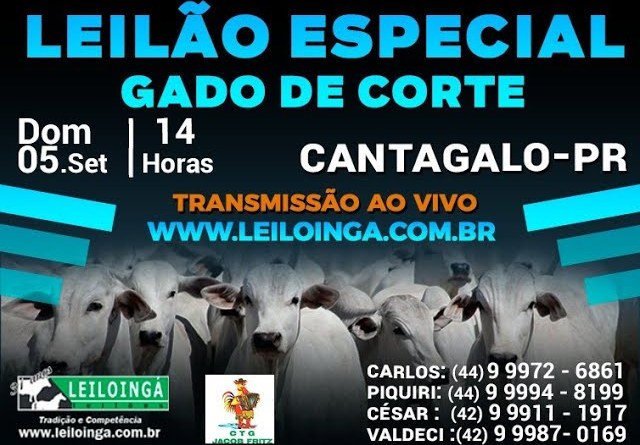 LEILÃO ESPECIAL
GADO DE CORTE
Dom | 14
05.Set | Horas
CANTAGALO-PR
TRANSMISSÃO AO VIVO
WWW.LEILOINGA.COM.BR
CARLOS: (44) 9 9972 - 6861
PIQUIRI: (44) 9 9994 - 8199
CÉSAR : (42) 9 9911 - 1917
VALDECI : (42) 9 9987- 0169
LEILOINGÁ
Tradição e Competência
www.leiloinga.com.br
CTG
JACOB FRITZ